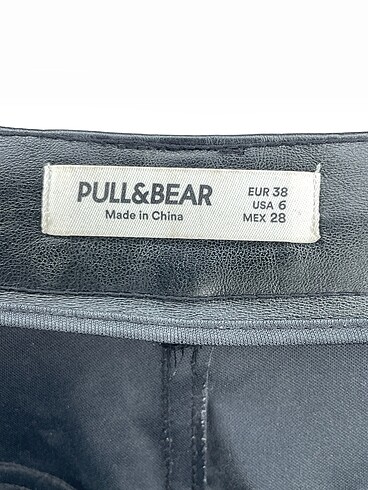 PULL&BEAR
Made in China
EUR 38
USA 6
MEX 28